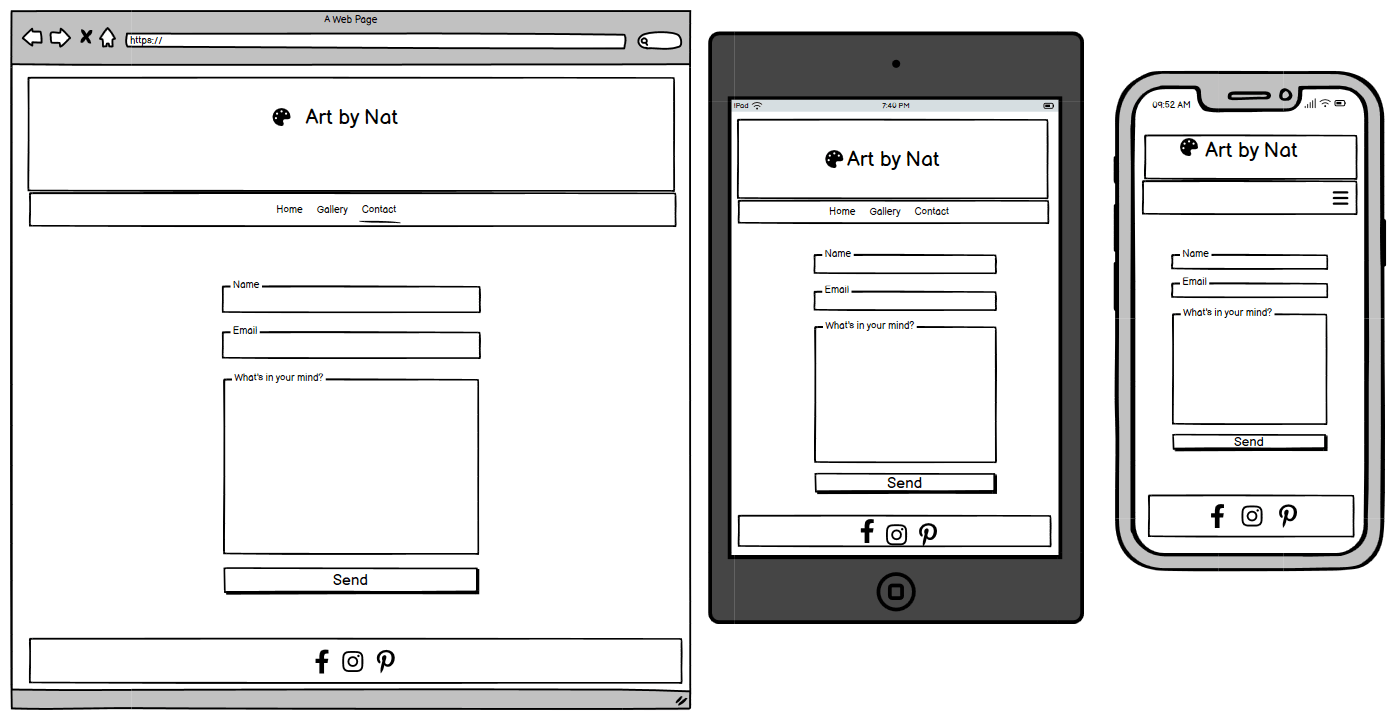 A Web Page
https://
Art by Nat
Home Gallery Contact
Name
Email
What's in your mind?
Send
iPod 7:40 PM
Art by Nat
Home Gallery Contact
Name
Email
What's in your mind?
Send
09:52 AM
Art by Nat
Name
Email
What's in your mind?
Send